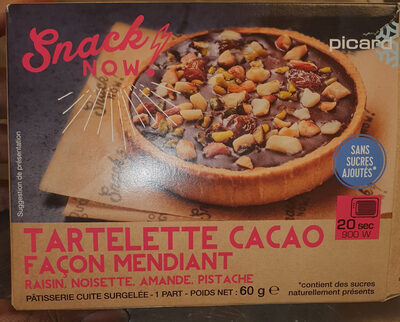 Snack
NOW!
picard
Suggestion de présentation
SANS
SUCRES
AJOUTÉS*
20 sec
900 W
TARTELETTE CACAO
FAÇON MENDIANT
RAISIN, NOISETTE, AMANDE, PISTACHE
PÂTISSERIE CUITE SURGELÉE - 1 PART - POIDS NET : 60 g e
*contient des sucres
naturellement présents